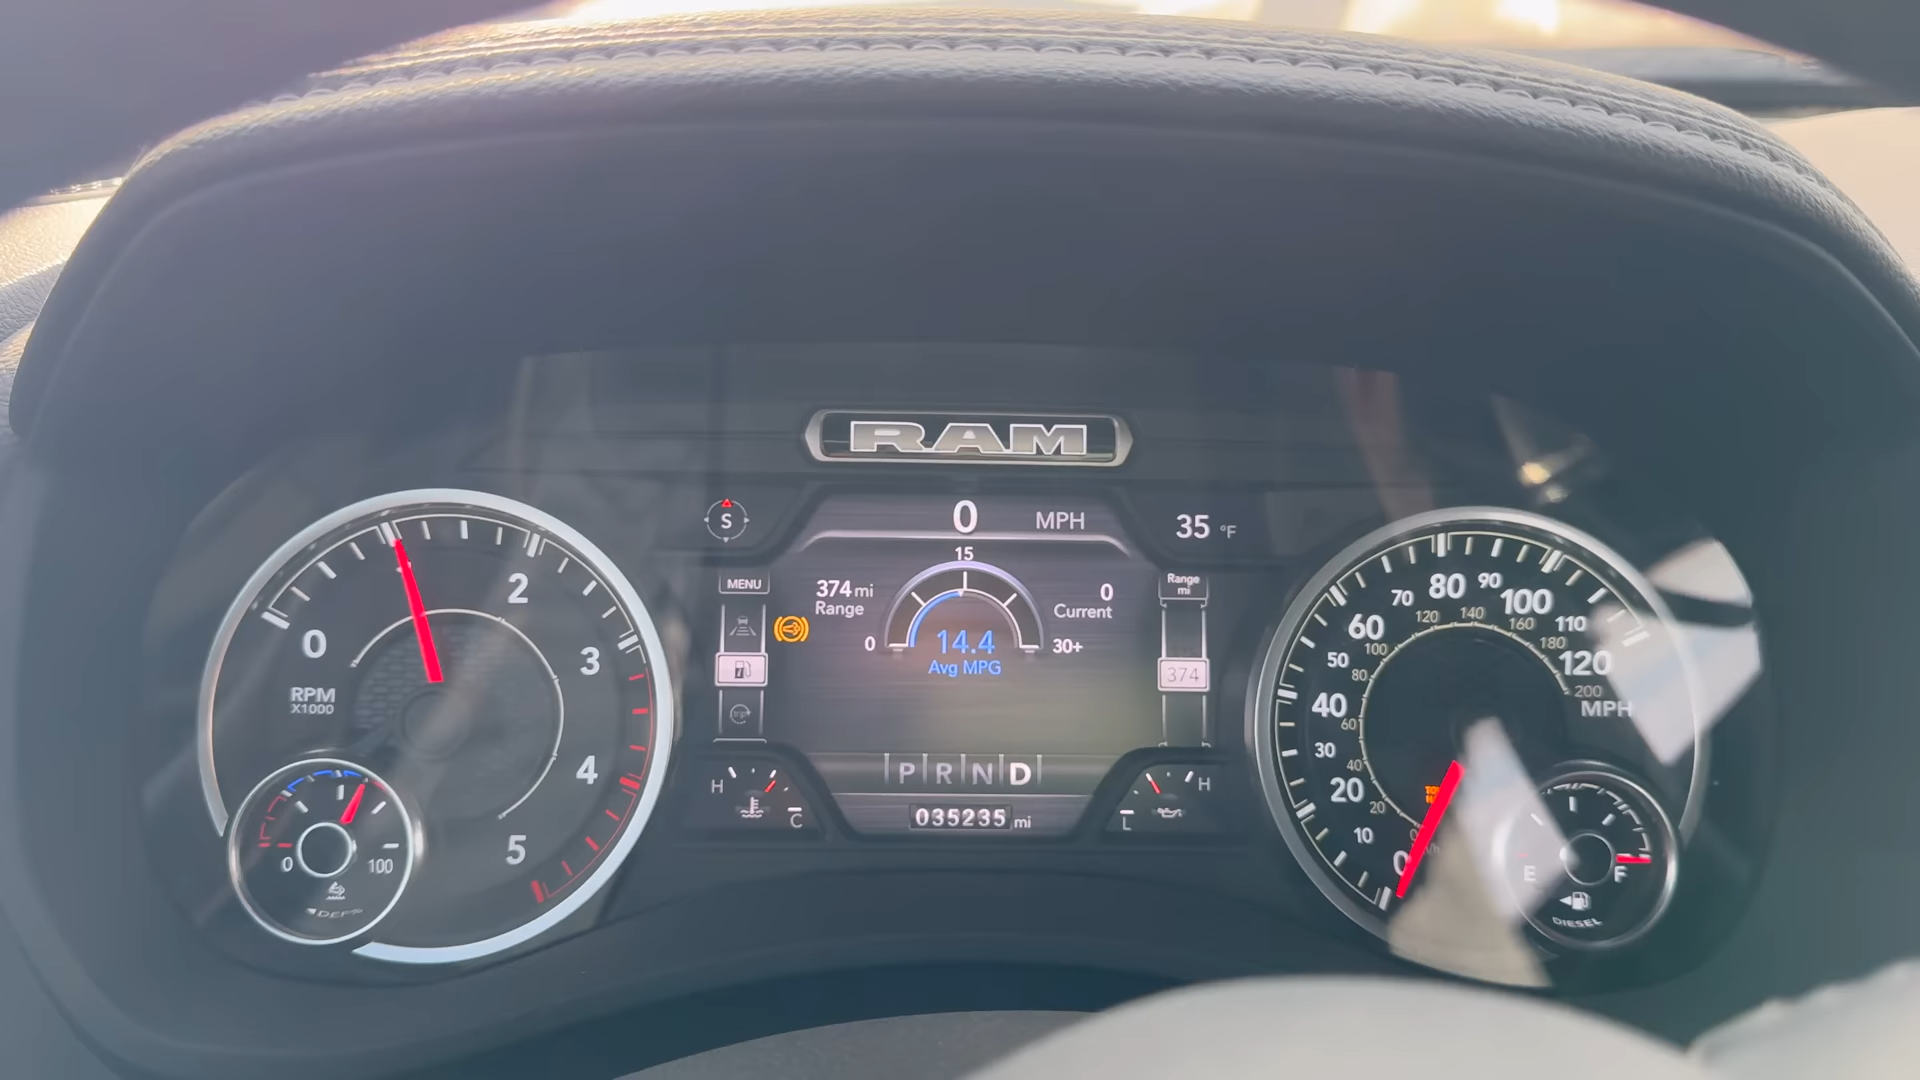 RAM
0 MPH
S
35 °F
15
MENU
374 mi
Range
0
Current
Range
mi
0
14.4
30+
Avg MPG
374
P R N D
035235 mi
H
C
H
L
0
1
2
3
4
5
RPM
X1000
0
1
100
DEF
0
10
20
30
40
50
60
70
80
90
100
110
120
MPH
0
20
40
60
80
100
120
140
160
180
200
E
F
DIESEL